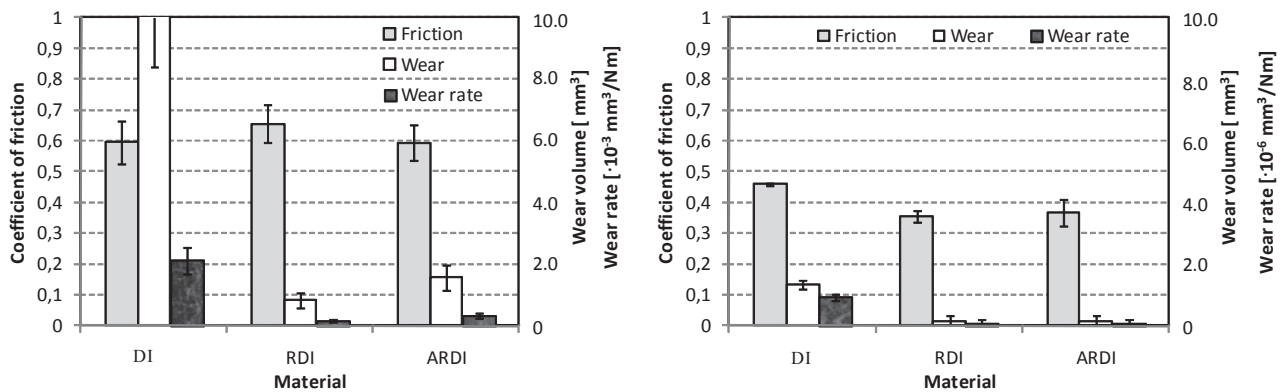 Coefficient of friction
1
0,9
0,8
0,7
0,6
0,5
0,4
0,3
0,2
0,1
0
Friction
Wear
Wear rate
10.0
8.0
6.0
4.0
2.0
0
Wear volume [ mm³]
Wear rate [·10⁻³ mm³/Nm]
DI RDI ARDI
Material
Coefficient of friction
1
0,9
0,8
0,7
0,6
0,5
0,4
0,3
0,2
0,1
0
Friction Wear Wear rate
10.0
8.0
6.0
4.0
2.0
0
Wear volume [ mm³]
Wear rate [·10⁻⁶ mm³/Nm]
DI RDI ARDI
Material